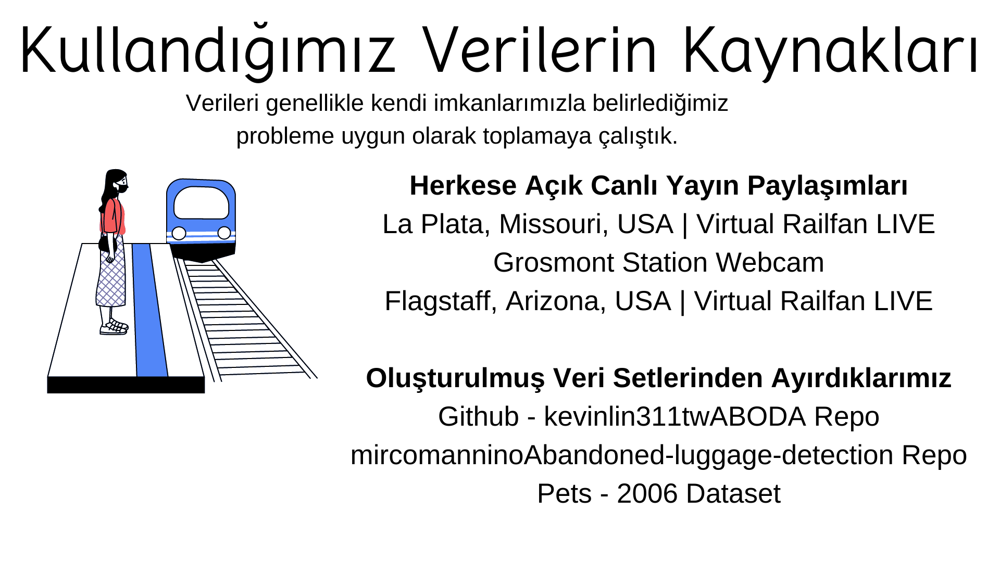 Kullandığımız Verilerin Kaynakları
Verileri genellikle kendi imkanlarımızla belirlediğimiz
probleme uygun olarak toplamaya çalıştık.
Herkese Açık Canlı Yayın Paylaşımları
La Plata, Missouri, USA | Virtual Railfan LIVE
Grosmont Station Webcam
Flagstaff, Arizona, USA | Virtual Railfan LIVE
Oluşturulmuş Veri Setlerinden Ayırdıklarımız
Github - kevinlin311twABODA Repo
mircomanninoAbandoned-luggage-detection Repo
Pets - 2006 Dataset